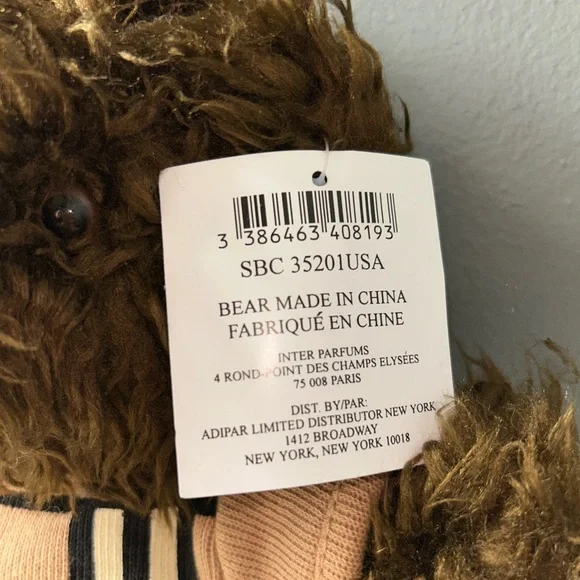 3 386463 408193
SBC 35201USA
BEAR MADE IN CHINA
FABRIQUÉ EN CHINE
INTER PARFUMS
4 ROND-POINT DES CHAMPS ELYSÉES
75 008 PARIS
DIST. BY/PAR:
ADIPAR LIMITED DISTRIBUTOR NEW YORK
1412 BROADWAY
NEW YORK, NEW YORK 10018